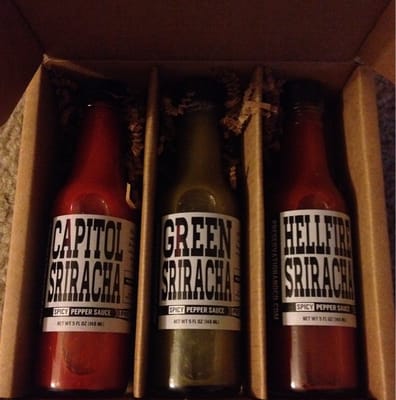 CAPITOL
SRIRACHA
SPICY PEPPER SAUCE
NET WT 5 FL OZ (148 ML)
GREEN
SRIRACHA
SPICY PEPPER SAUCE
NET WT 5 FL OZ (148 ML)
HELLFIRE
SRIRACHA
SPICY PEPPER SAUCE
NET WT 5 FL OZ (148 ML)